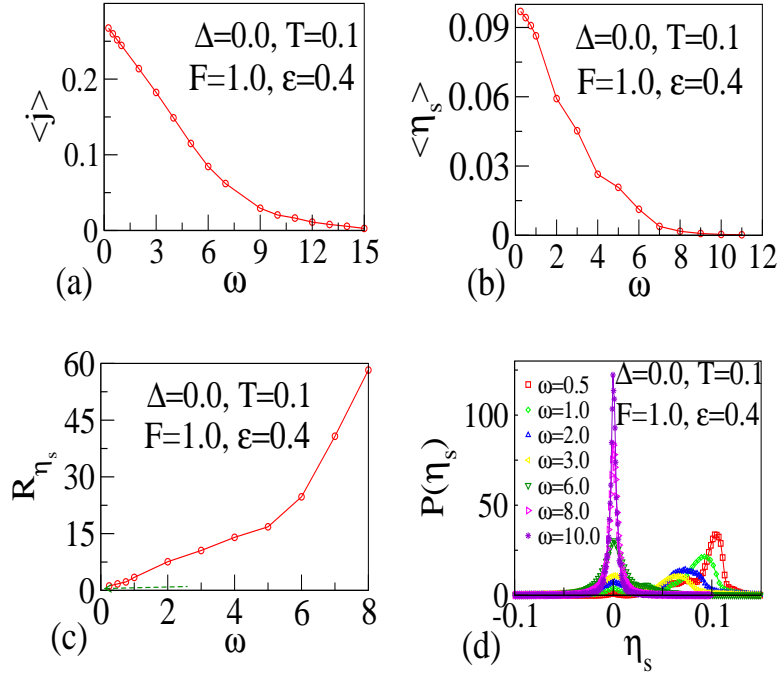 Δ=0.0, T=0.1
F=1.0, ε=0.4
<j>
0.2
0.1
0
0 3 6 9 12 15
(a)
ω
Δ=0.0, T=0.1
F=1.0, ε=0.4
<η_s>
0.09
0.06
0.03
0
0 2 4 6 8 10 12
(b)
ω
Δ=0.0, T=0.1
F=1.0, ε=0.4
R_η_s
60
45
30
15
0
0 2 4 6 8
(c)
ω
Δ=0.0, T=0.1
F=1.0, ε=0.4
ω=0.5
ω=1.0
ω=2.0
ω=3.0
ω=6.0
ω=8.0
ω=10.0
P(η_s)
100
50
0
-0.1 0 0.1
(d)
η_s